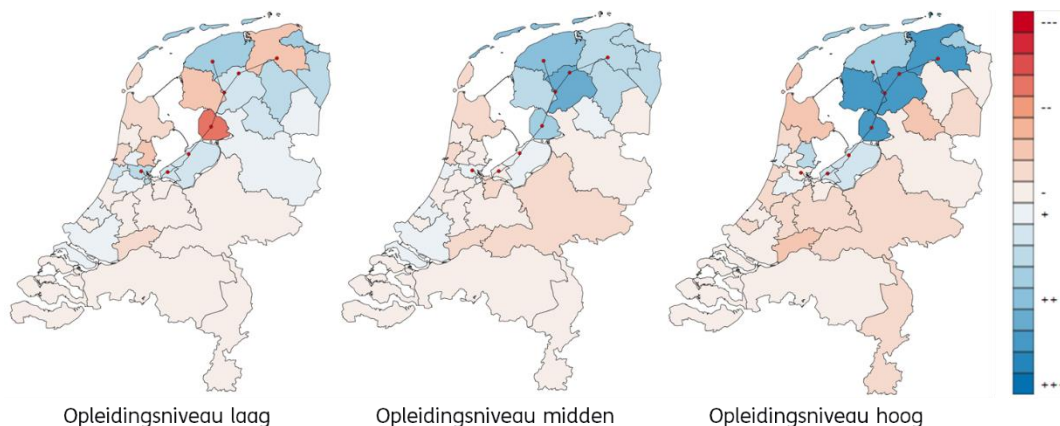 ---
--
-
+
++
++
Opleidingsniveau laag
Opleidingsniveau midden
Opleidingsniveau hoog